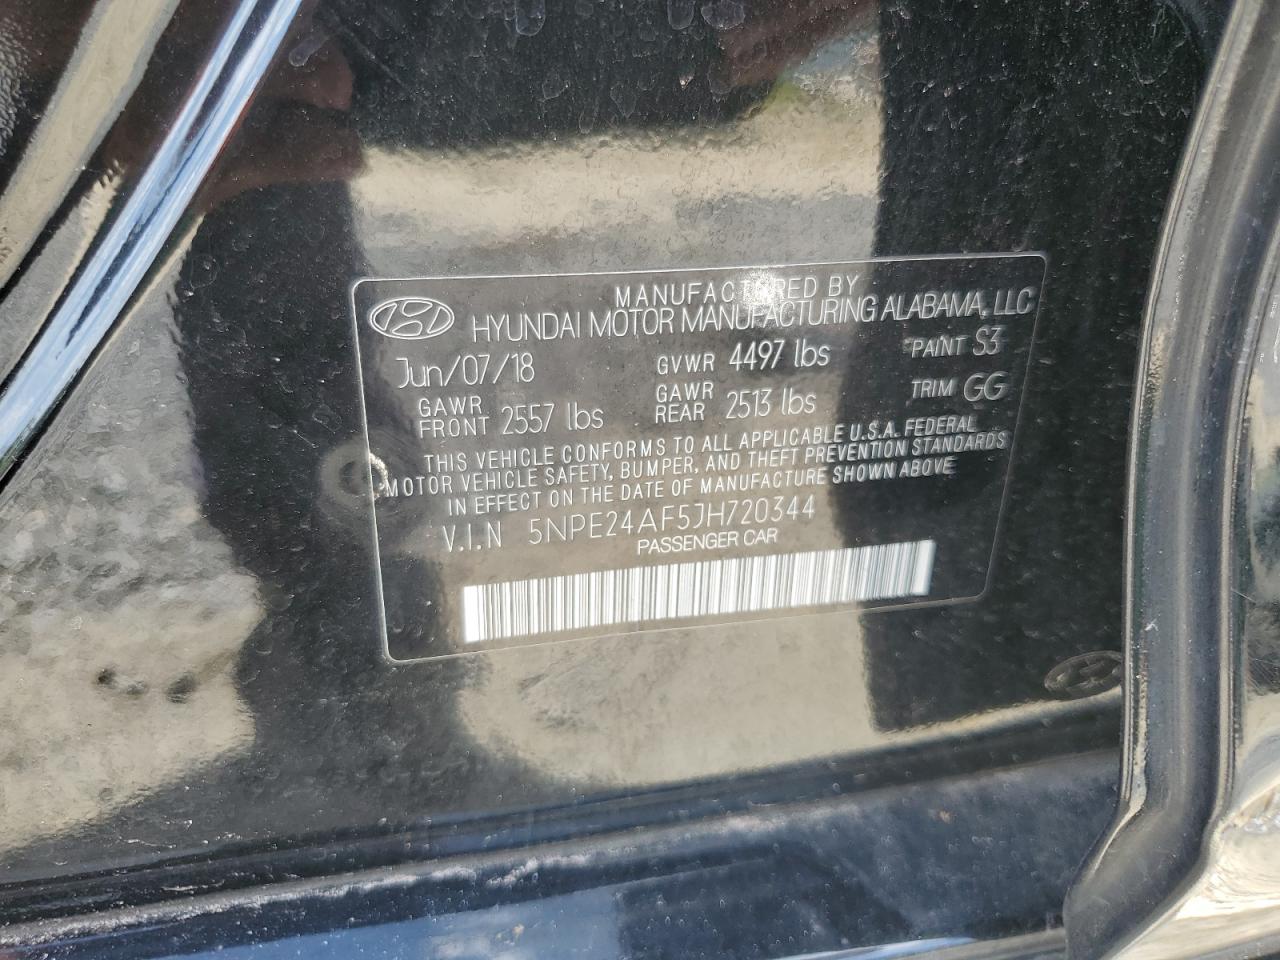 MANUFACTURED BY
HYUNDAI MOTOR MANUFACTURING ALABAMA, LLC
Jun/07/18 GVWR 4497 lbs PAINT S3
GAWR FRONT 2557 lbs GAWR REAR 2513 lbs TRIM GG
THIS VEHICLE CONFORMS TO ALL APPLICABLE U.S.A. FEDERAL
MOTOR VEHICLE SAFETY, BUMPER, AND THEFT PREVENTION STANDARDS
IN EFFECT ON THE DATE OF MANUFACTURE SHOWN ABOVE
V.I.N 5NPE24AF5JH720344
PASSENGER CAR